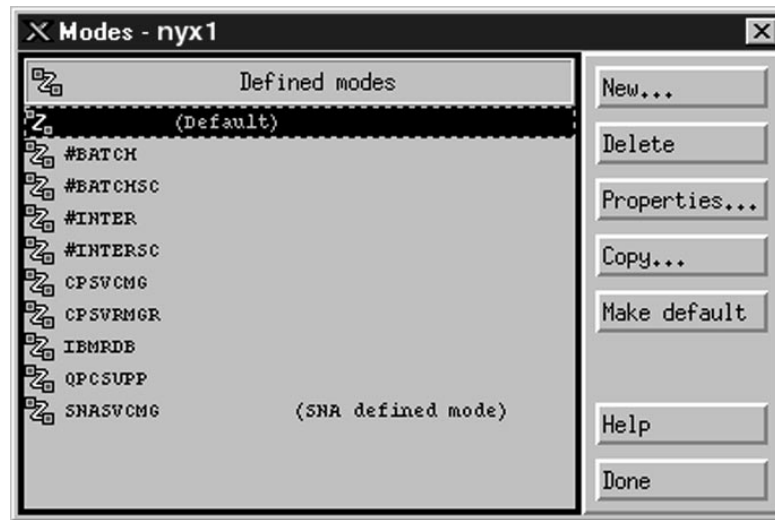 Modes - nyx1
Defined modes
(Default)
#BATCH
#BATCHSC
#INTER
#INTERSC
CPSVCMG
CPSVRMGR
IBMRDB
QPCSUPP
SNASVCMG (SNA defined mode)
New...
Delete
Properties...
Copy...
Make default
Help
Done